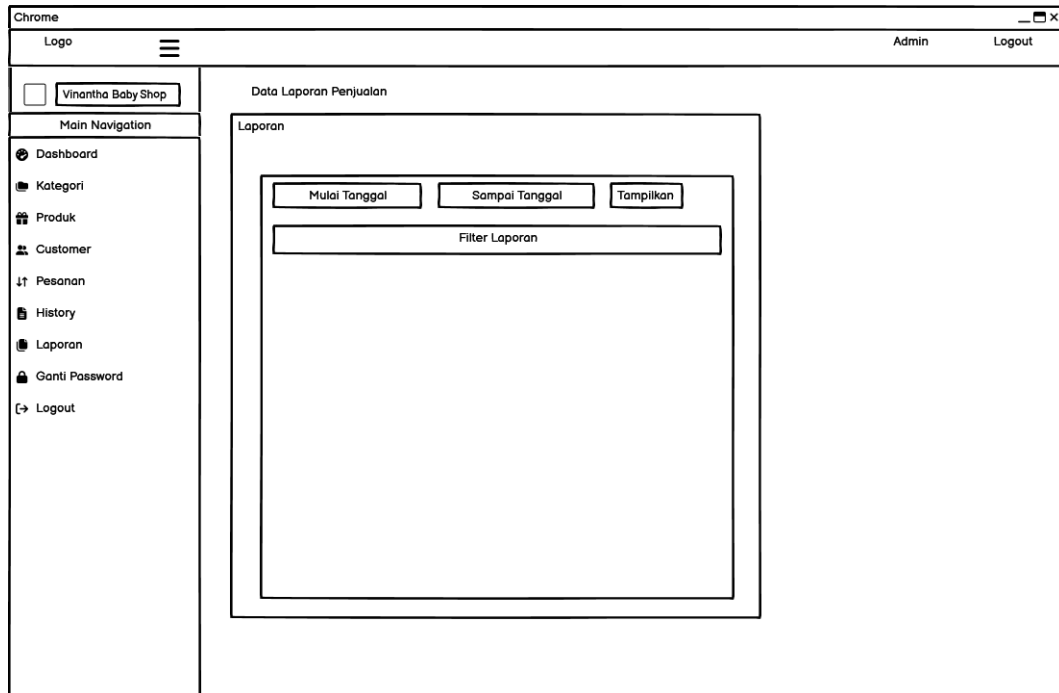 Chrome
Logo Admin Logout
Vinantha Baby Shop
Main Navigation
Dashboard
Kategori
Produk
Customer
Pesanan
History
Laporan
Ganti Password
Logout
Data Laporan Penjualan
Laporan
Mulai Tanggal Sampai Tanggal Tampilkan
Filter Laporan